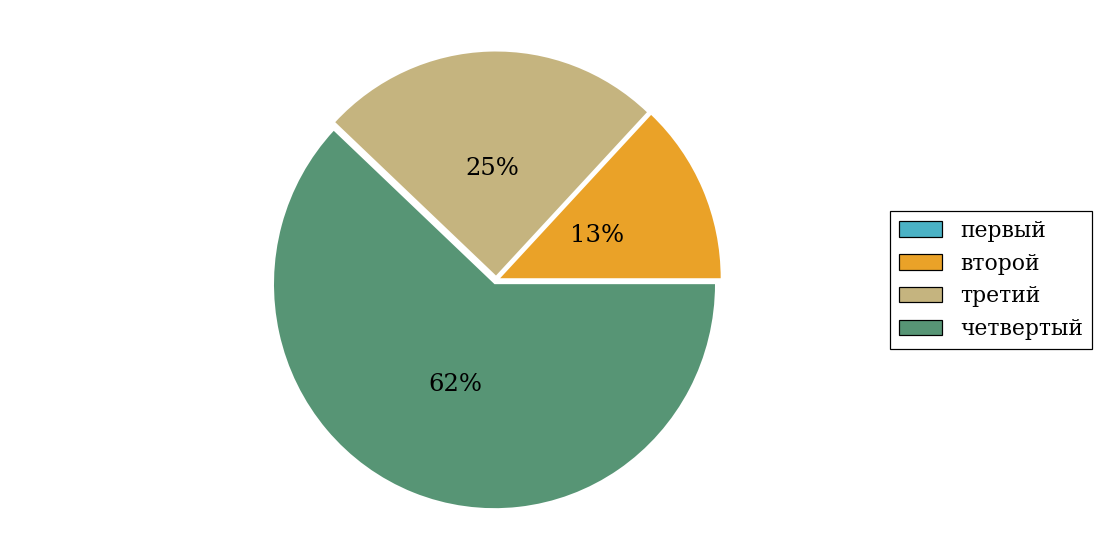 25%
13%
62%
первый
второй
третий
четвертый